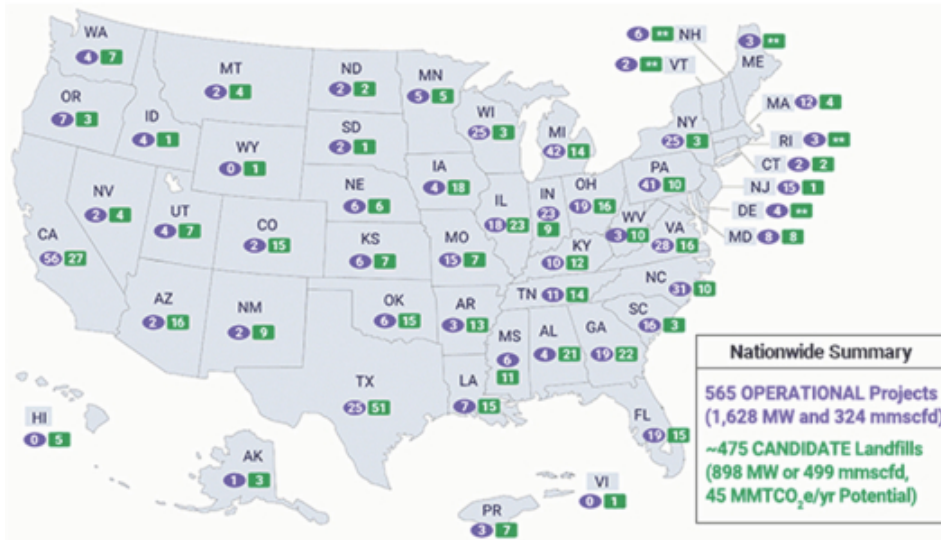 WA
4 7
OR
7 3
ID
4 1
MT
2 4
ND
2 2
MN
5 5
SD
2 1
WY
0 1
WI
25 3
MI
42 14
NV
2 4
UT
4 7
CO
2 15
CA
56 27
NE
6 6
IA
4 18
KS
6 7
MO
15 7
IL
18 23
IN
23
9
OH
19 16
KY
10 12
WV
3 10
VA
28 16
PA
41 10
NY
25 3
6 ** NH
2 ** VT
3 **
ME
MA 12 4
RI 3 **
CT 2 2
NJ 15 1
DE 4 **
MD 8 8
NC
31 10
SC
16 3
TN 11 14
AZ
2 16
NM
2 9
OK
6 15
AR
3 13
TX
25 51
LA
7 15
MS
6
11
AL
4 21
GA
19 22
FL
19 15
HI
0 5
AK
1 3
PR
3 7
VI
0 1
Nationwide Summary
565 OPERATIONAL Projects
(1,628 MW and 324 mmscfd)
~475 CANDIDATE Landfills
(898 MW or 499 mmscfd,
45 MMTCO₂e/yr Potential)